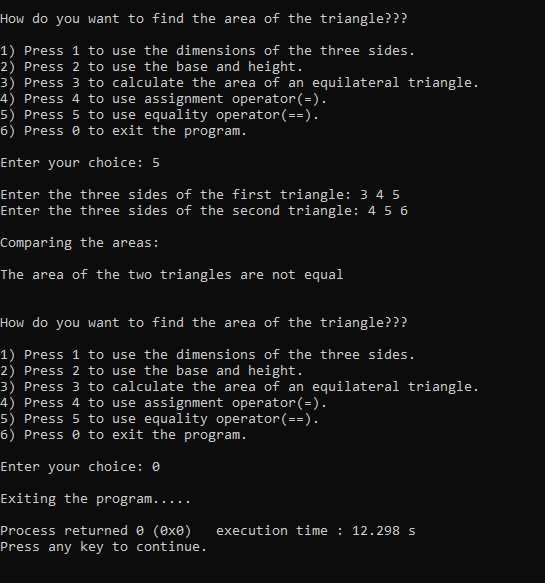 How do you want to find the area of the triangle???
1) Press 1 to use the dimensions of the three sides.
2) Press 2 to use the base and height.
3) Press 3 to calculate the area of an equilateral triangle.
4) Press 4 to use assignment operator(=).
5) Press 5 to use equality operator(==).
6) Press 0 to exit the program.
Enter your choice: 5
Enter the three sides of the first triangle: 3 4 5
Enter the three sides of the second triangle: 4 5 6
Comparing the areas:
The area of the two triangles are not equal
How do you want to find the area of the triangle???
1) Press 1 to use the dimensions of the three sides.
2) Press 2 to use the base and height.
3) Press 3 to calculate the area of an equilateral triangle.
4) Press 4 to use assignment operator(=).
5) Press 5 to use equality operator(==).
6) Press 0 to exit the program.
Enter your choice: 0
Exiting the program.....
Process returned 0 (0x0)   execution time : 12.298 s
Press any key to continue.